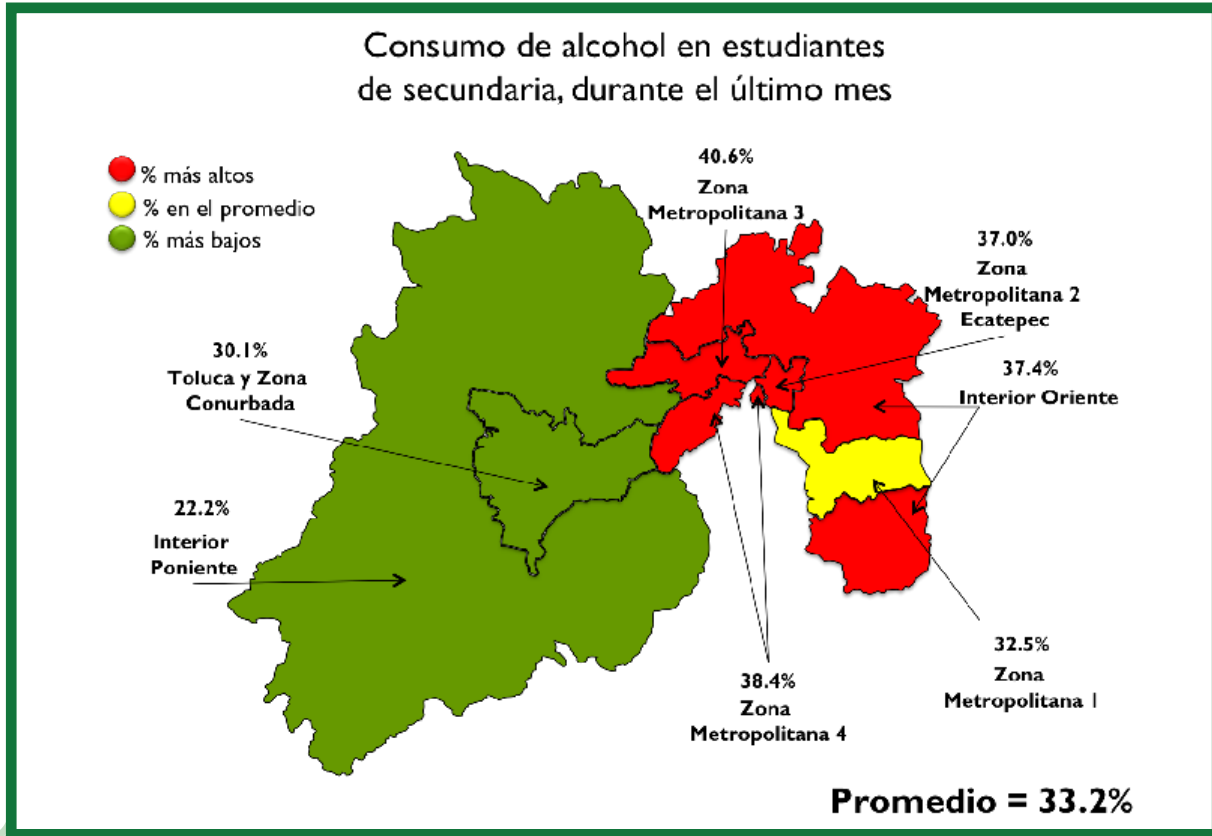 Consumo de alcohol en estudiantes
de secundaria, durante el último mes
% más altos
% en el promedio
% más bajos
40.6%
Zona
Metropolitana 3
37.0%
Zona
Metropolitana 2
Ecatepec
37.4%
Interior Oriente
30.1%
Toluca y Zona
Conurbada
22.2%
Interior
Poniente
38.4%
Zona
Metropolitana 4
32.5%
Zona
Metropolitana 1
Promedio = 33.2%